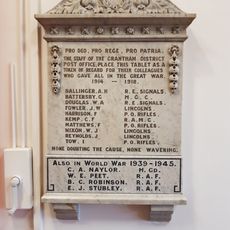 PRO DEO, PRO REGE, PRO PATRIA.
THE STAFF OF THE GRANTHAM DISTRICT
POST OFFICE, PLACE THIS TABLET AS A
TOKEN OF REGARD FOR THEIR COLLEAGUES
WHO GAVE ALL IN THE GREAT WAR.
1914 — 1918.
BALLINGER, A. H R. E. SIGNALS.
BATTERSBY, G M. G. C.
DOUGLAS, W. A R. E. SIGNALS.
FOWLER, J. W LINCOLNS
HARRISON, F P. O. RIFLES.
KEMP, C. F R. A. M. C.
MATTHEWS, F P. O. RIFLES.
MIXON, W. J LINCOLNS.
REYNOLDS, J LINCOLNS.
TOW. I P. O. RIFLES.
NONE DOUBTING THE CAUSE, NONE WAVERING.
ALSO IN WORLD WAR 1939-1945.
C. A. NAYLOR. M. CD.
W. E. PEET. R. A. F.
B. C. ROBINSON. R. A. F.
E. J. STUBLEY. R. A. F.